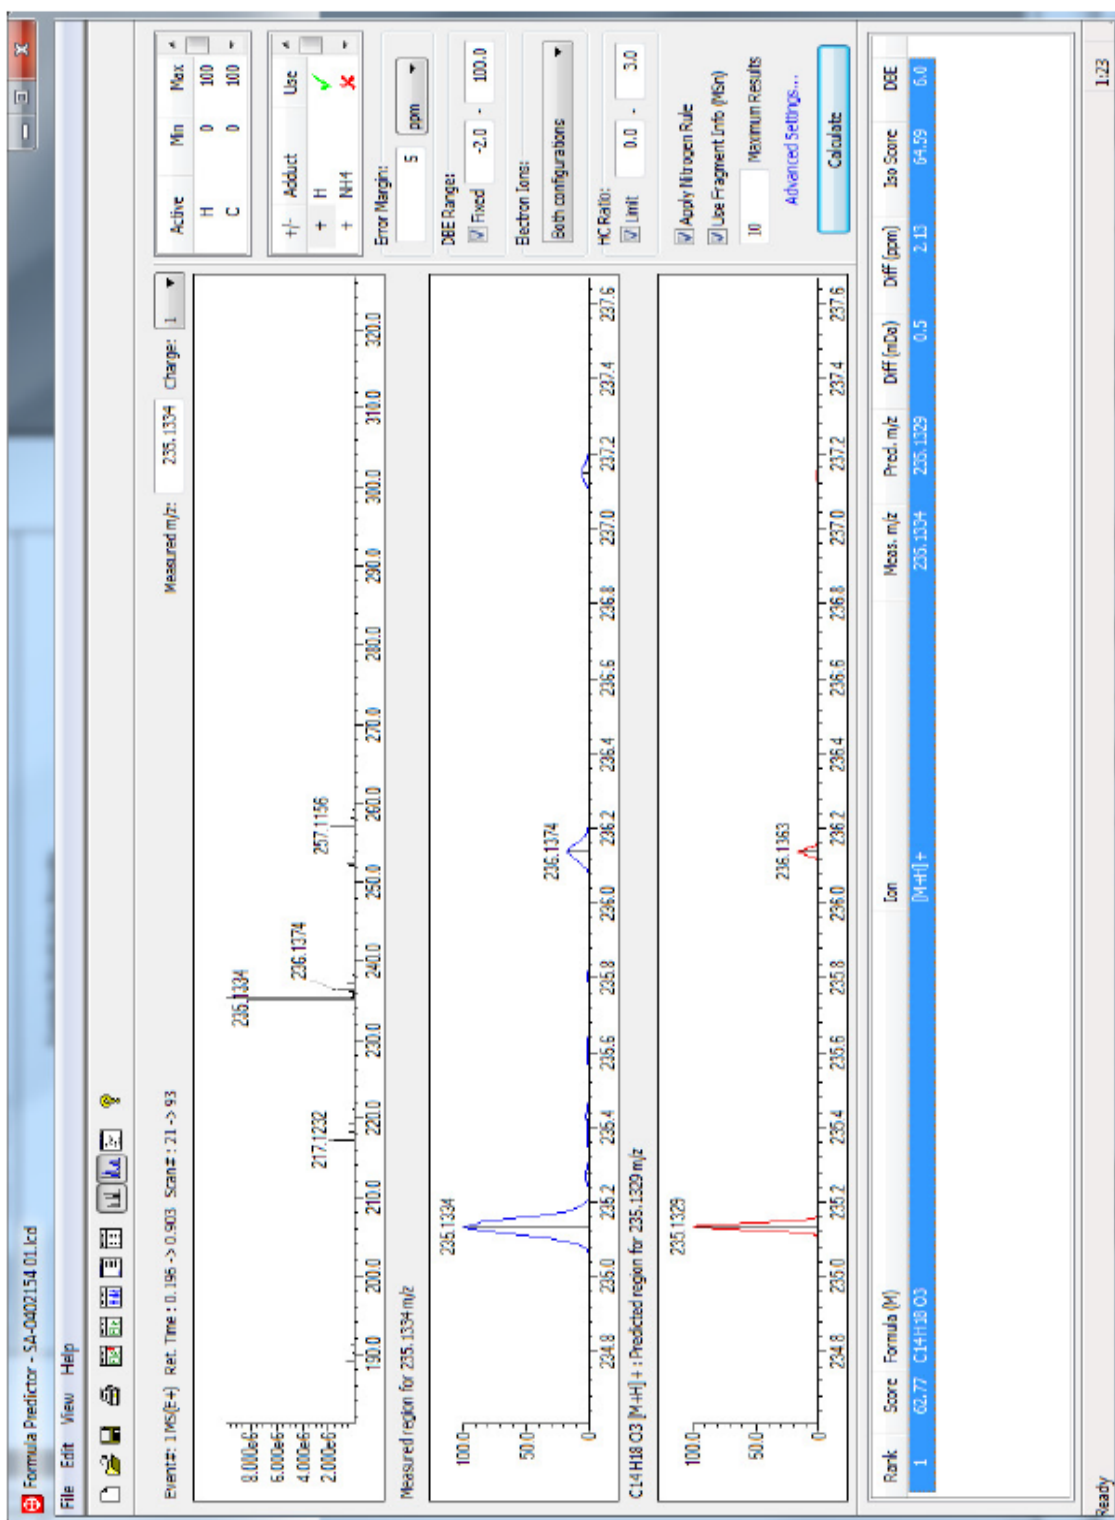 Formula Predictor - SA-0402154 01.lcd
File Edit View Help
Event#: 1 MS(E+) Ret. Time : 0.196 -> 0.903 Scan# : 21 -> 93
Measured m/z: 235.1334 Charge: 1
8.000e6
6.000e6
4.000e6
2.000e6
217.1232
235.1334
236.1374
257.1156
190.0 200.0 210.0 220.0 230.0 240.0 250.0 260.0 270.0 280.0 290.0 300.0 310.0 320.0
Measured region for 235.1334 m/z
100.0
50.0
0
235.1334
236.1374
234.8 235.0 235.2 235.4 235.6 235.8 236.0 236.2 236.4 236.6 236.8 237.0 237.2 237.4 237.6
C14 H18 O3 [M+H]+ : Predicted region for 235.1329 m/z
100.0
50.0
0
235.1329
236.1363
234.8 235.0 235.2 235.4 235.6 235.8 236.0 236.2 236.4 236.6 236.8 237.0 237.2 237.4 237.6
Active Min Max
H 0 100
C 0 100
+/- Adduct Use
+ H
+ NH4
Error Margin:
5 ppm
DBE Range:
Fixed -2.0 - 100.0
Electron Ions:
Both configurations
HC Ratio:
Limit 0.0 - 3.0
Apply Nitrogen Rule
Use Fragment Info (MSn)
10 Maximum Results
Advanced Settings...
Calculate
Rank Score Formula (M) Ion Meas. m/z Pred. m/z Diff (mDa) Diff (ppm) Iso Score DBE
1 62.77 C14 H18 O3 [M+H]+ 235.1334 235.1329 0.5 2.13 64.59 6.0
Ready 1:23